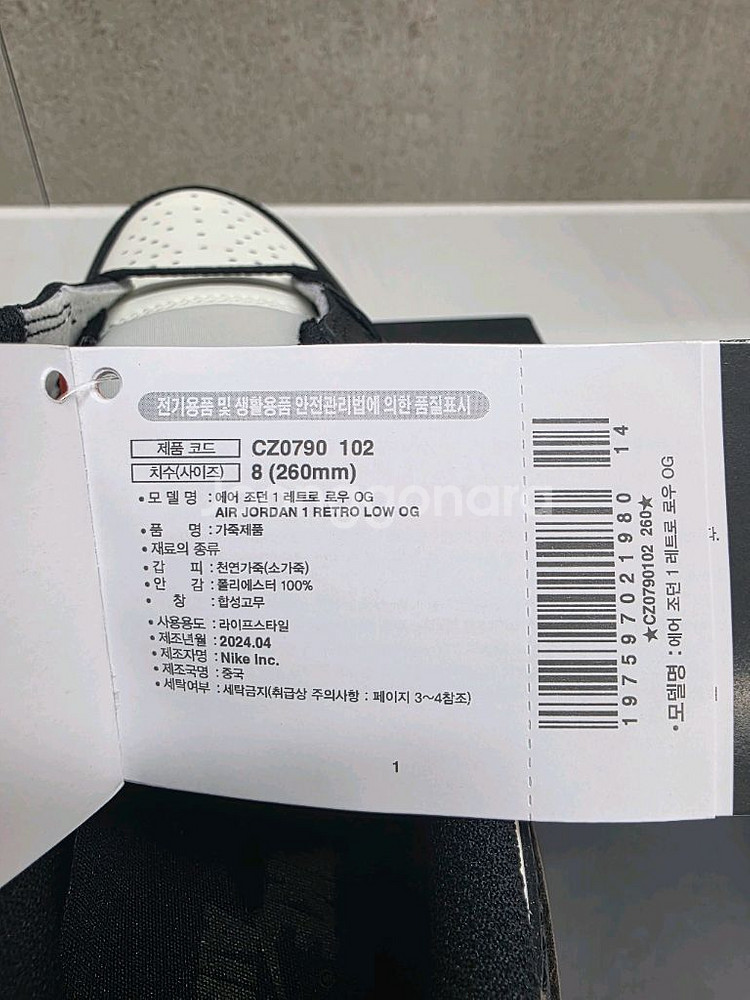 전기용품 및 생활용품 안전관리법에 의한 품질표시
제품 코드 CZ0790 102
치수(사이즈) 8 (260mm)
• 모 델 명 : 에어 조던 1 레트로 로우 OG
AIR JORDAN 1 RETRO LOW OG
• 품 명 : 가죽제품
• 재료의 종류
• 갑 피 : 천연가죽(소가죽)
• 안 감 : 폴리에스터 100%
• 창 : 합성고무
• 사용용도 : 라이프스타일
• 제조년월 : 2024.04
• 제조자명 : Nike Inc.
• 제조국명 : 중국
• 세탁여부 : 세탁금지(취급상 주의사항 : 페이지 3~4참조)
1
197597021980 14
★CZ0790102 260★
• 모델명 : 에어 조던 1 레트로 로우 OG
Joonggonara